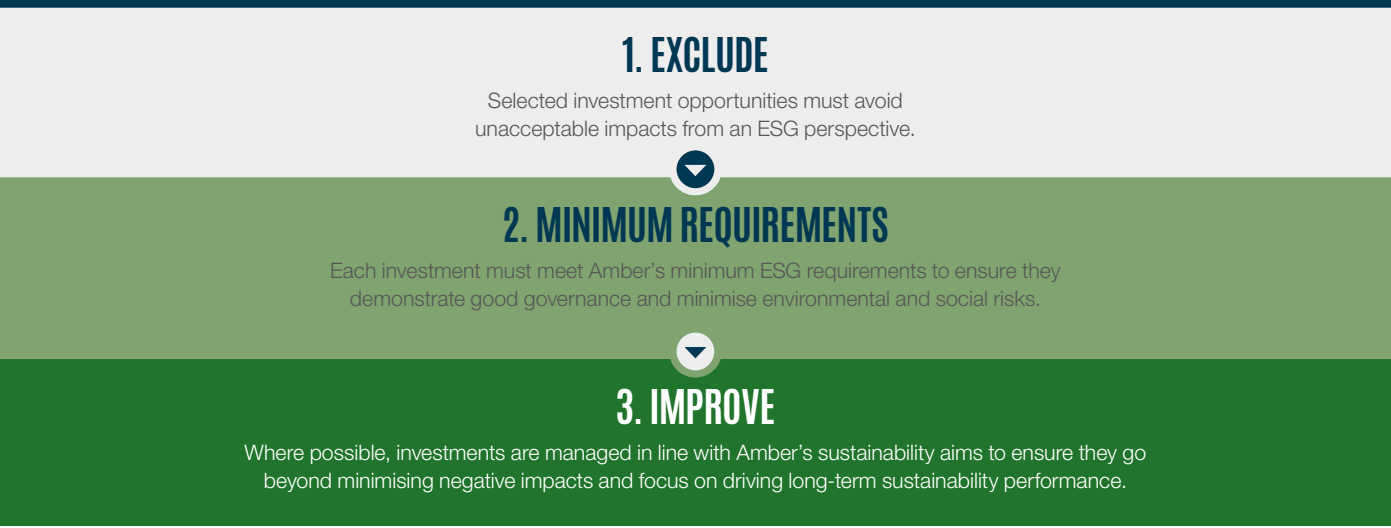 1. EXCLUDE
Selected investment opportunities must avoid
unacceptable impacts from an ESG perspective.
2. MINIMUM REQUIREMENTS
Each investment must meet Amber’s minimum ESG requirements to ensure they
demonstrate good governance and minimise environmental and social risks.
3. IMPROVE
Where possible, investments are managed in line with Amber’s sustainability aims to ensure they go
beyond minimising negative impacts and focus on driving long-term sustainability performance.